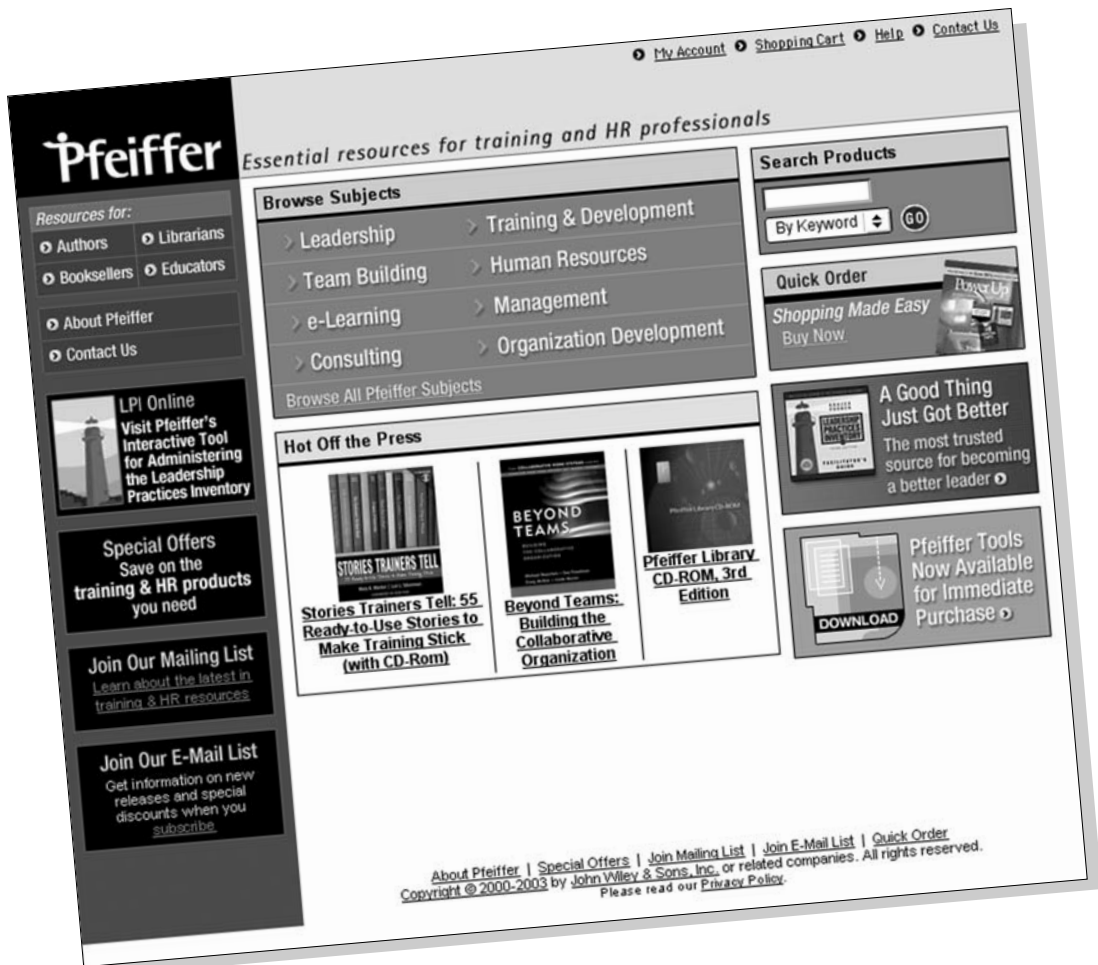 My Account Shopping Cart Help Contact Us
Pfeiffer
Essential resources for training and HR professionals
Resources for:
Authors
Librarians
Booksellers
Educators
About Pfeiffer
Contact Us
LPI Online
Visit Pfeiffer's
Interactive Tool
for Administering
the Leadership
Practices Inventory
Special Offers
Save on the
training & HR products
you need
Join Our Mailing List
Learn about the latest in
training & HR resources
Join Our E-Mail List
Get information on new
releases and special
discounts when you
subscribe
Browse Subjects
Leadership
Training & Development
Team Building
Human Resources
e-Learning
Management
Consulting
Organization Development
Browse All Pfeiffer Subjects
Hot Off the Press
STORIES TRAINERS TELL
Stories Trainers Tell: 55
Ready-to-Use Stories to
Make Training Stick
(with CD-Rom)
BEYOND
TEAMS
Beyond Teams:
Building the
Collaborative
Organization
Pfeiffer Library CD-ROM
Pfeiffer Library
CD-ROM, 3rd
Edition
Search Products
By Keyword
GO
Quick Order
Shopping Made Easy
Buy Now
PowerUp
LEADERSHIP
PRACTICES
INVENTORY
FACILITATOR'S
GUIDE
A Good Thing
Just Got Better
The most trusted
source for becoming
a better leader
DOWNLOAD
Pfeiffer Tools
Now Available
for Immediate
Purchase
About Pfeiffer | Special Offers | Join Mailing List | Join E-Mail List | Quick Order
Copyright © 2000-2003 by John Wiley & Sons, Inc. or related companies. All rights reserved.
Please read our Privacy Policy.